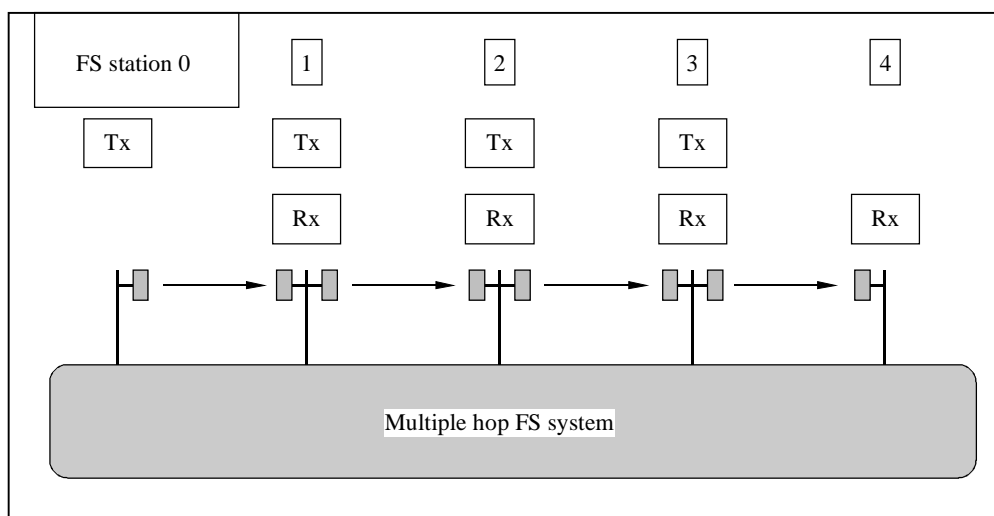 FS station 0 1 2 3 4
Tx Tx Tx Tx
Rx Rx Rx Rx
Multiple hop FS system